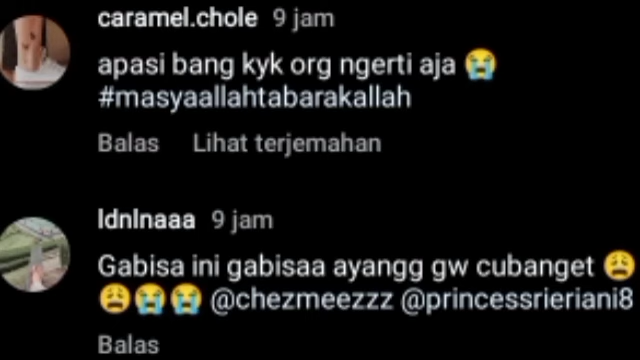 caramel.chole 9 jam
apasi bang kyk org ngerti aja 😭
#masyaallahtabarakallah
Balas Lihat terjemahan
ldnlnaaa 9 jam
Gabisa ini gabisaa ayangg gw cubanget 😩
😩😭😭 @chezmeezzz @princessrieriani8
Balas